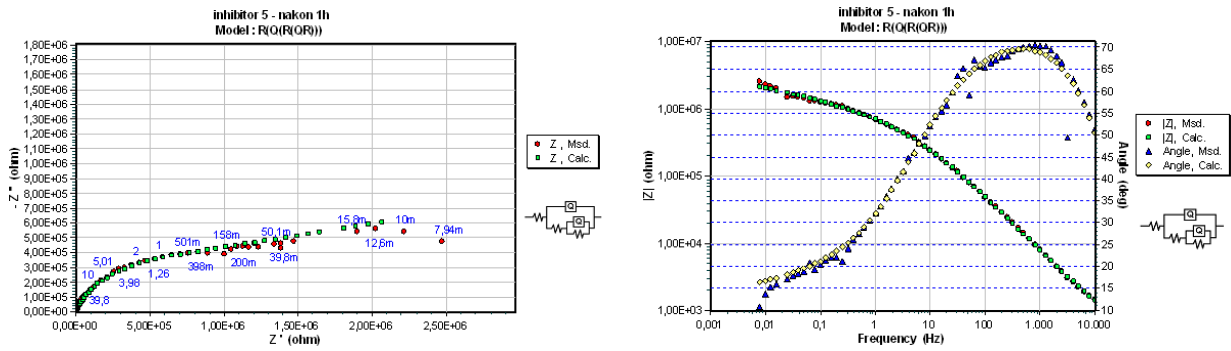 inhibitor 5 - nakon 1h
Model : R(Q(R(QR)))
1,80E+06
1,70E+06
1,60E+06
1,50E+06
1,40E+06
1,30E+06
1,20E+06
1,10E+06
1,00E+06
9,00E+05
8,00E+05
7,00E+05
6,00E+05
5,00E+05
4,00E+05
3,00E+05
2,00E+05
1,00E+05
0,00E+00
-Z'' (ohm)
39,8
10
5,01
3,98
2
1,26
1
501m
398m
158m
200m
50,1m
39,8m
15,8m
12,6m
10m
7,94m
0,00E+00
5,00E+05
1,00E+06
1,50E+06
2,00E+06
2,50E+06
Z ' (ohm)
Z , Msd.
Z , Calc.
Q
Q
inhibitor 5 - nakon 1h
Model : R(Q(R(QR)))
1,00E+07
1,00E+06
1,00E+05
1,00E+04
1,00E+03
|Z| (ohm)
70
65
60
55
50
45
40
35
30
25
20
15
10
Angle (deg)
0,001
0,01
0,1
1
10
100
1.000
10.000
Frequency (Hz)
|Z|, Msd.
|Z|, Calc.
Angle, Msd.
Angle, Calc.
Q
Q